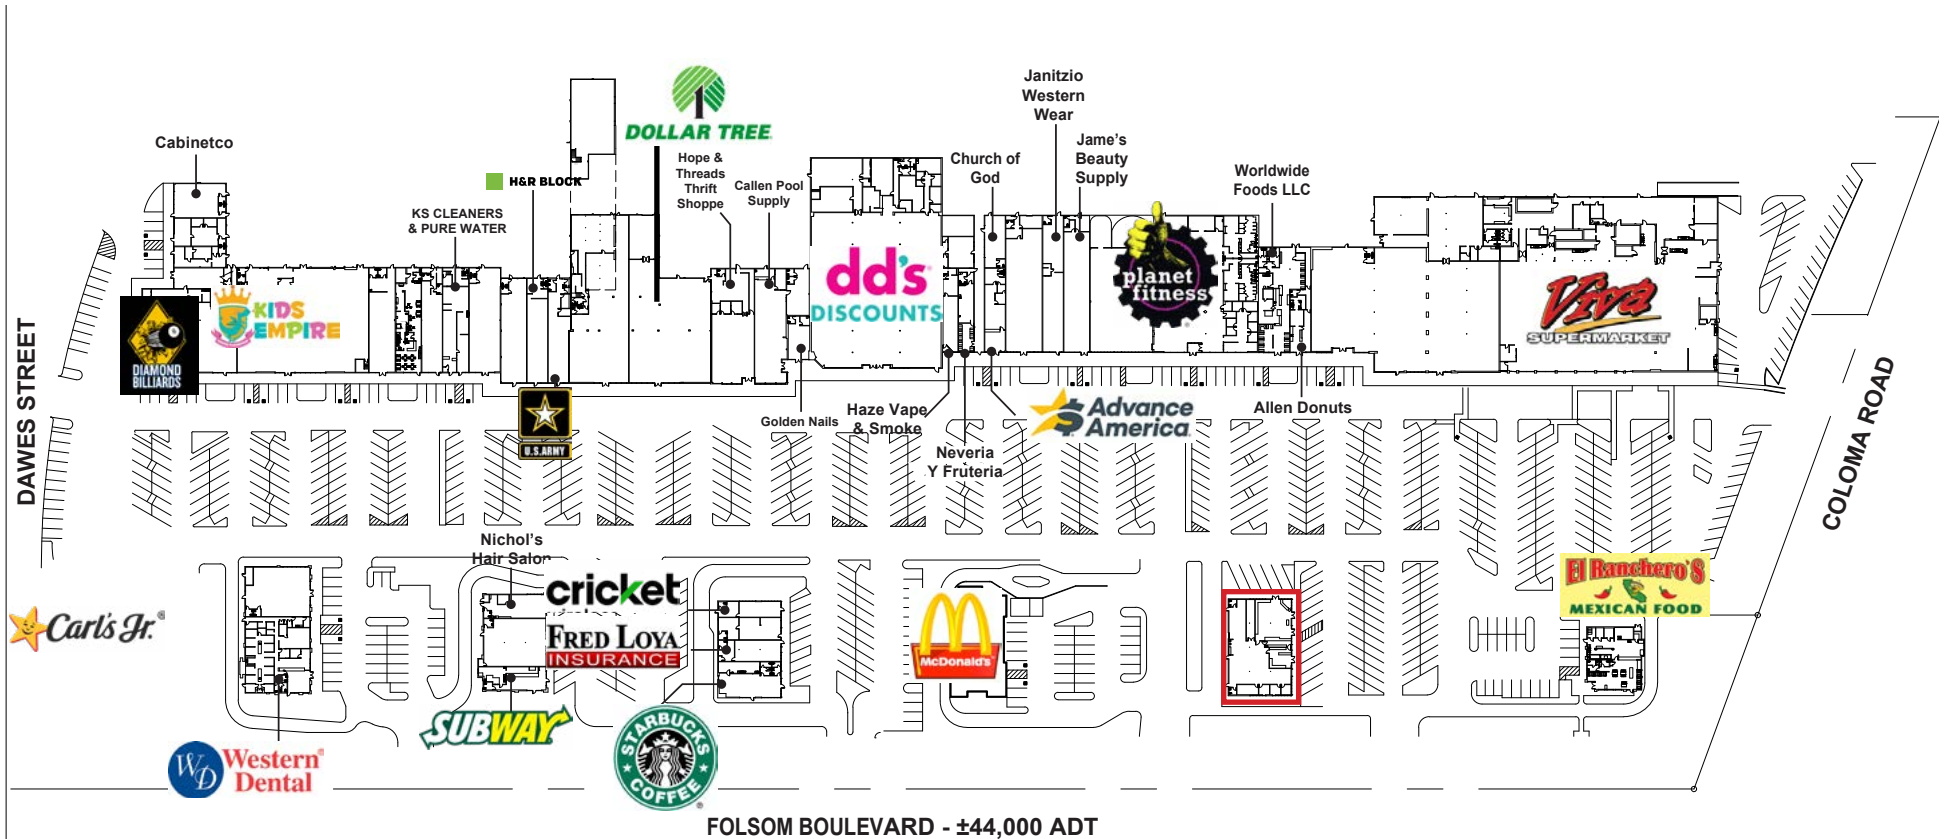 Janitzio
Western
Wear
DOLLAR TREE
Cabinetco
Hope &
Threads
Thrift
Shoppe
Callen Pool
Supply
Church of
God
Jame's
Beauty
Supply
Worldwide
Foods LLC
H&R BLOCK
KS CLEANERS
& PURE WATER
dd's
DISCOUNTS
planet
fitness
Viva
SUPERMARKET
KIDS
EMPIRE
DIAMOND
BILLIARDS
DAWES STREET
COLOMA ROAD
U.S.ARMY
Golden Nails
Haze Vape
& Smoke
Advance
America
Allen Donuts
Neveria
Y Fruteria
Nichol's
Hair Salon
cricket
FRED LOYA
INSURANCE
Carl's Jr.
McDonald's
El Ranchero'S
MEXICAN FOOD
SUBWAY
WD
Western
Dental
STARBUCKS
COFFEE
FOLSOM BOULEVARD - ±44,000 ADT